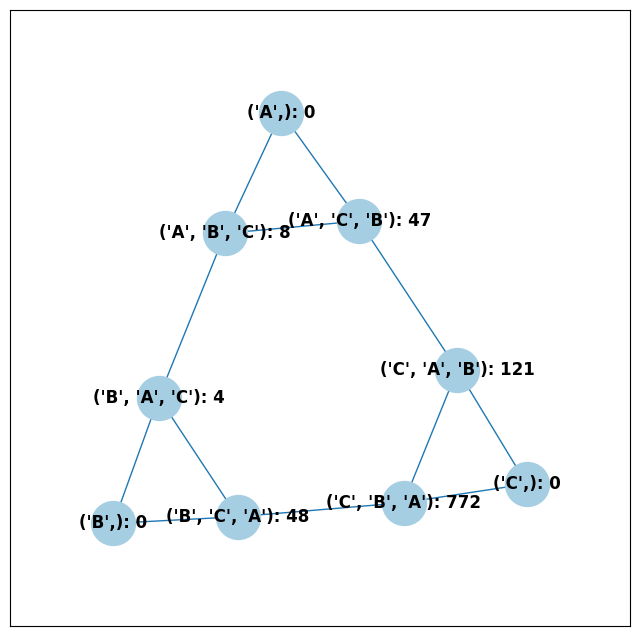 ('A',): 0
('A', 'C', 'B'): 47
('A', 'B', 'C'): 8
('C', 'A', 'B'): 121
('B', 'A', 'C'): 4
('C',): 0
('C', 'B', 'A'): 772
('B', 'C', 'A'): 48
('B',): 0